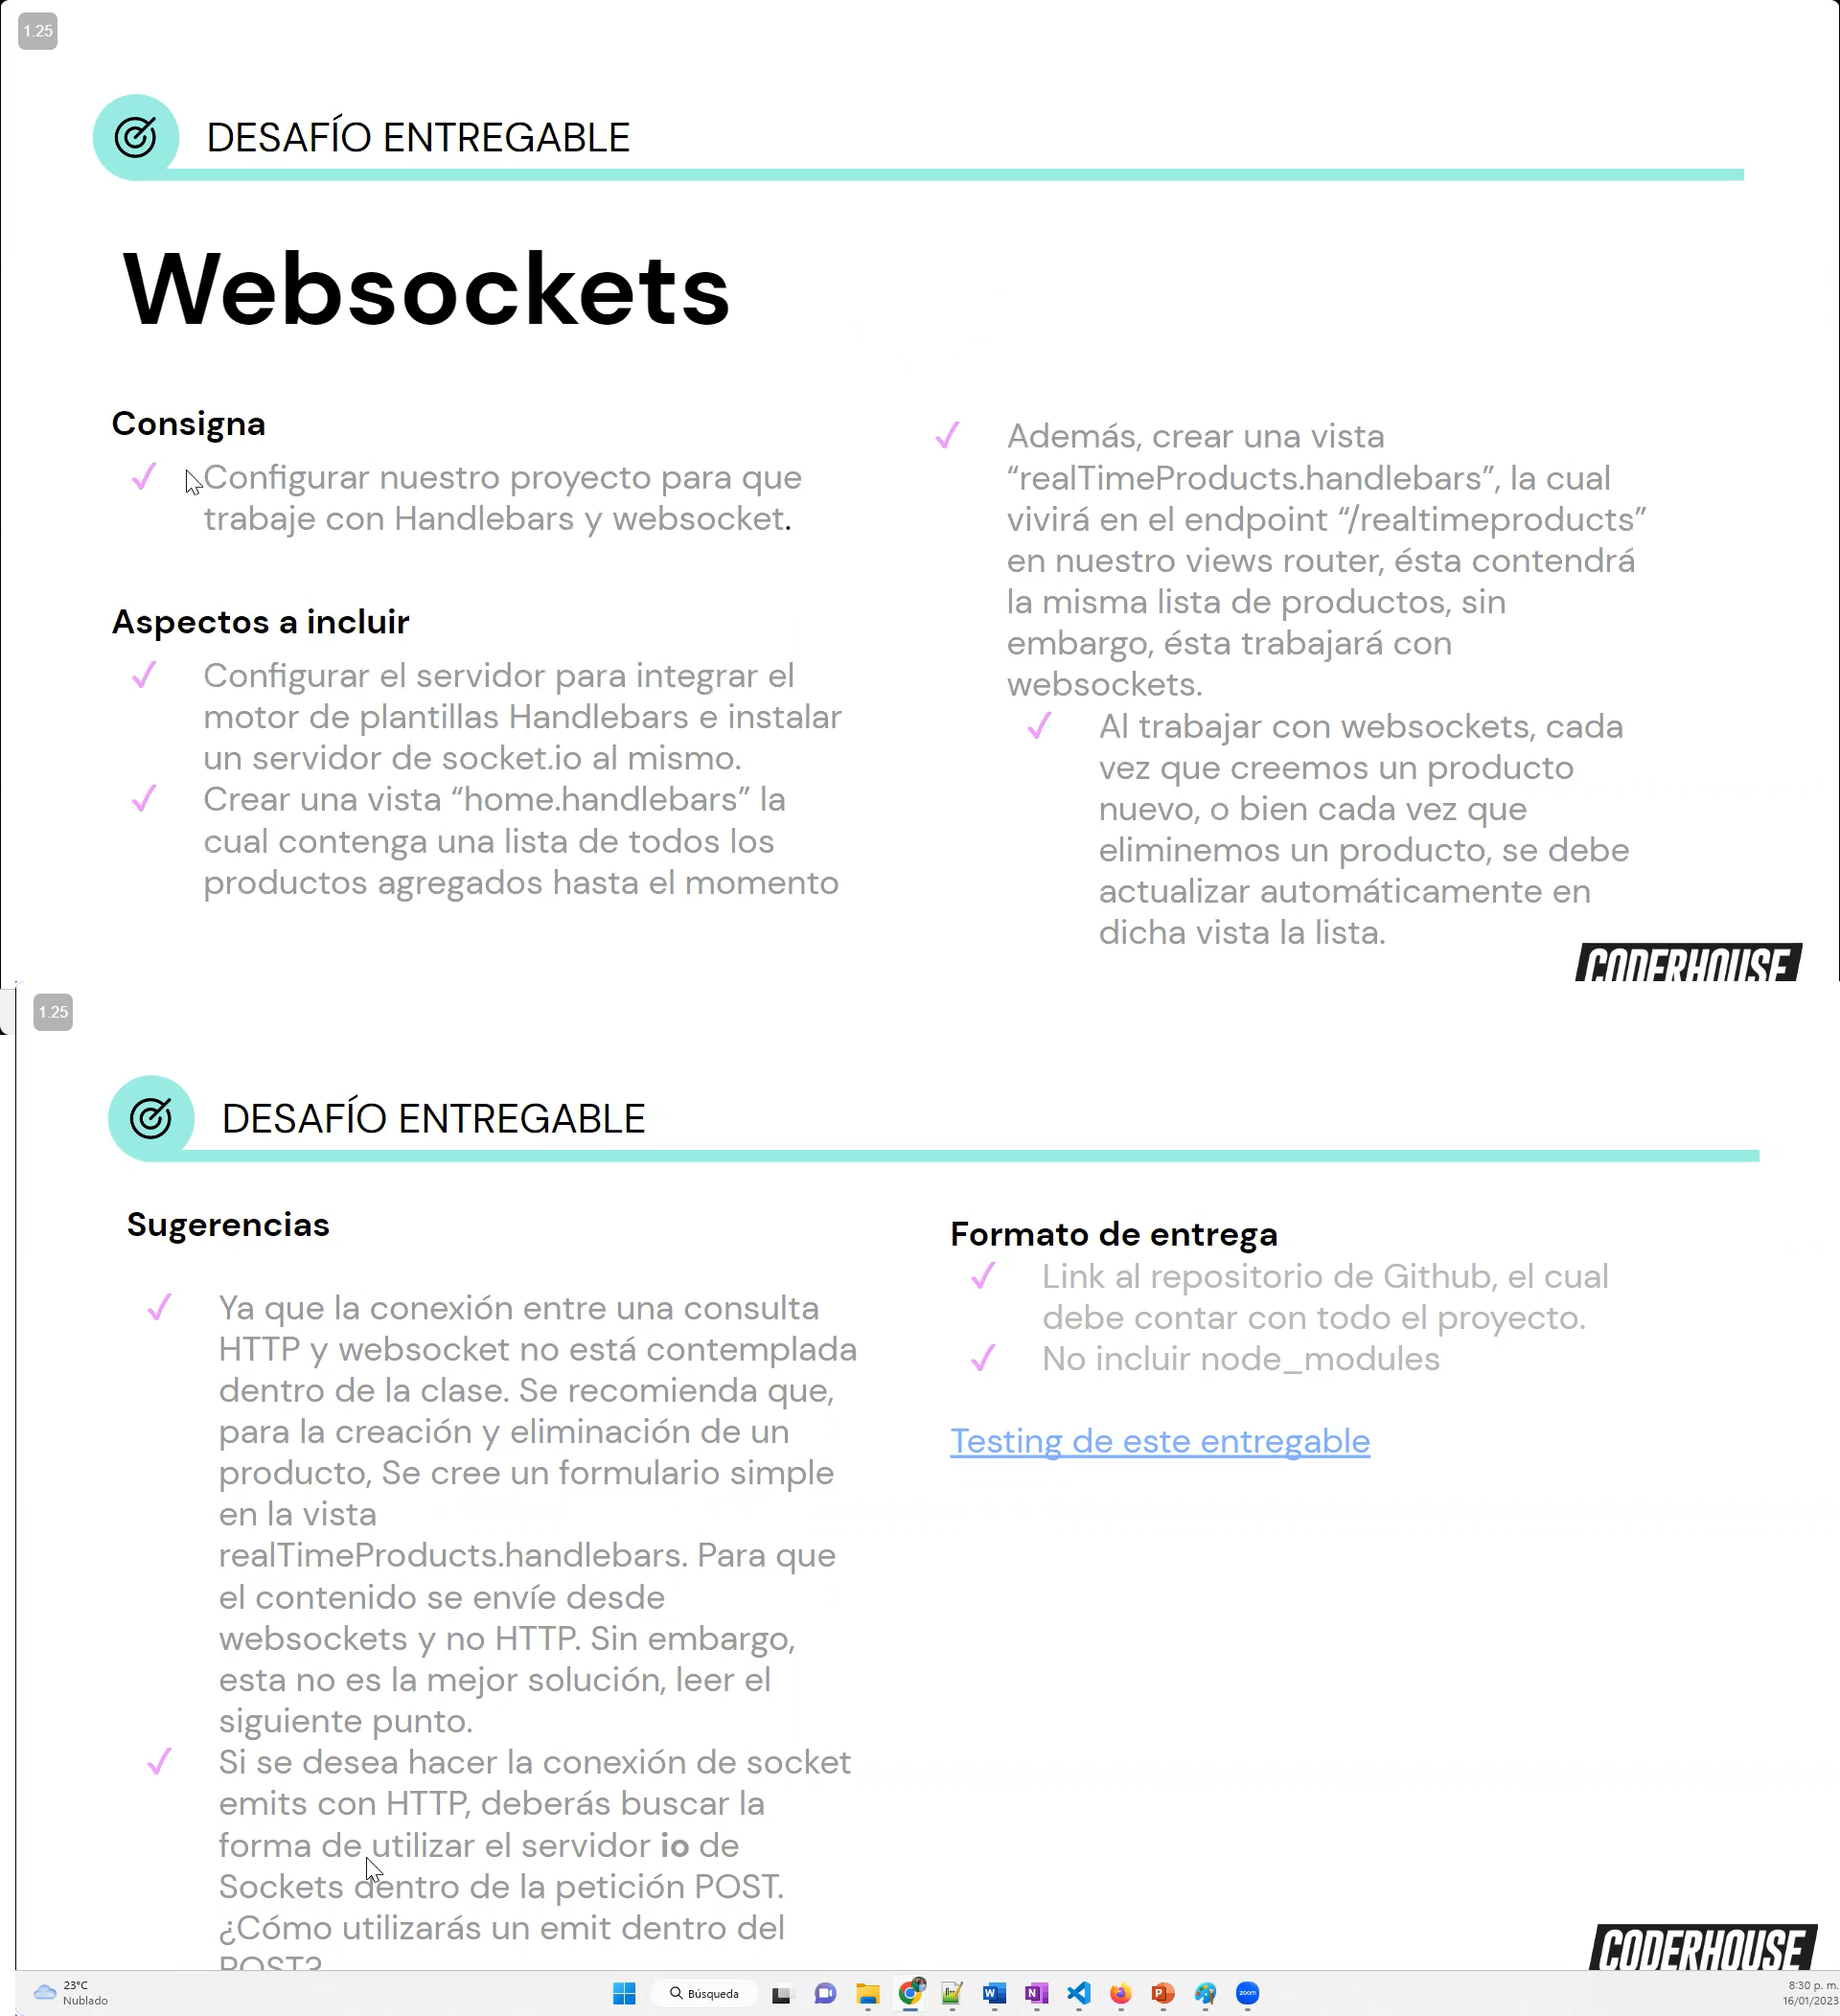 1.25
DESAFÍO ENTREGABLE
Websockets
Consigna
Configurar nuestro proyecto para que
trabaje con Handlebars y websocket.
Aspectos a incluir
Configurar el servidor para integrar el
motor de plantillas Handlebars e instalar
un servidor de socket.io al mismo.
Crear una vista “home.handlebars” la
cual contenga una lista de todos los
productos agregados hasta el momento
Además, crear una vista
“realTimeProducts.handlebars”, la cual
vivirá en el endpoint “/realtimeproducts”
en nuestro views router, ésta contendrá
la misma lista de productos, sin
embargo, ésta trabajará con
websockets.
Al trabajar con websockets, cada
vez que creemos un producto
nuevo, o bien cada vez que
eliminemos un producto, se debe
actualizar automáticamente en
dicha vista la lista.
CODERHOUSE
1.25
DESAFÍO ENTREGABLE
Sugerencias
Ya que la conexión entre una consulta
HTTP y websocket no está contemplada
dentro de la clase. Se recomienda que,
para la creación y eliminación de un
producto, Se cree un formulario simple
en la vista
realTimeProducts.handlebars. Para que
el contenido se envíe desde
websockets y no HTTP. Sin embargo,
esta no es la mejor solución, leer el
siguiente punto.
Si se desea hacer la conexión de socket
emits con HTTP, deberás buscar la
forma de utilizar el servidor io de
Sockets dentro de la petición POST.
¿Cómo utilizarás un emit dentro del
POST?
Formato de entrega
Link al repositorio de Github, el cual
debe contar con todo el proyecto.
No incluir node_modules
Testing de este entregable
CODERHOUSE
23°C
Nublado
Búsqueda
zoom
8:30 p. m.
16/01/2023